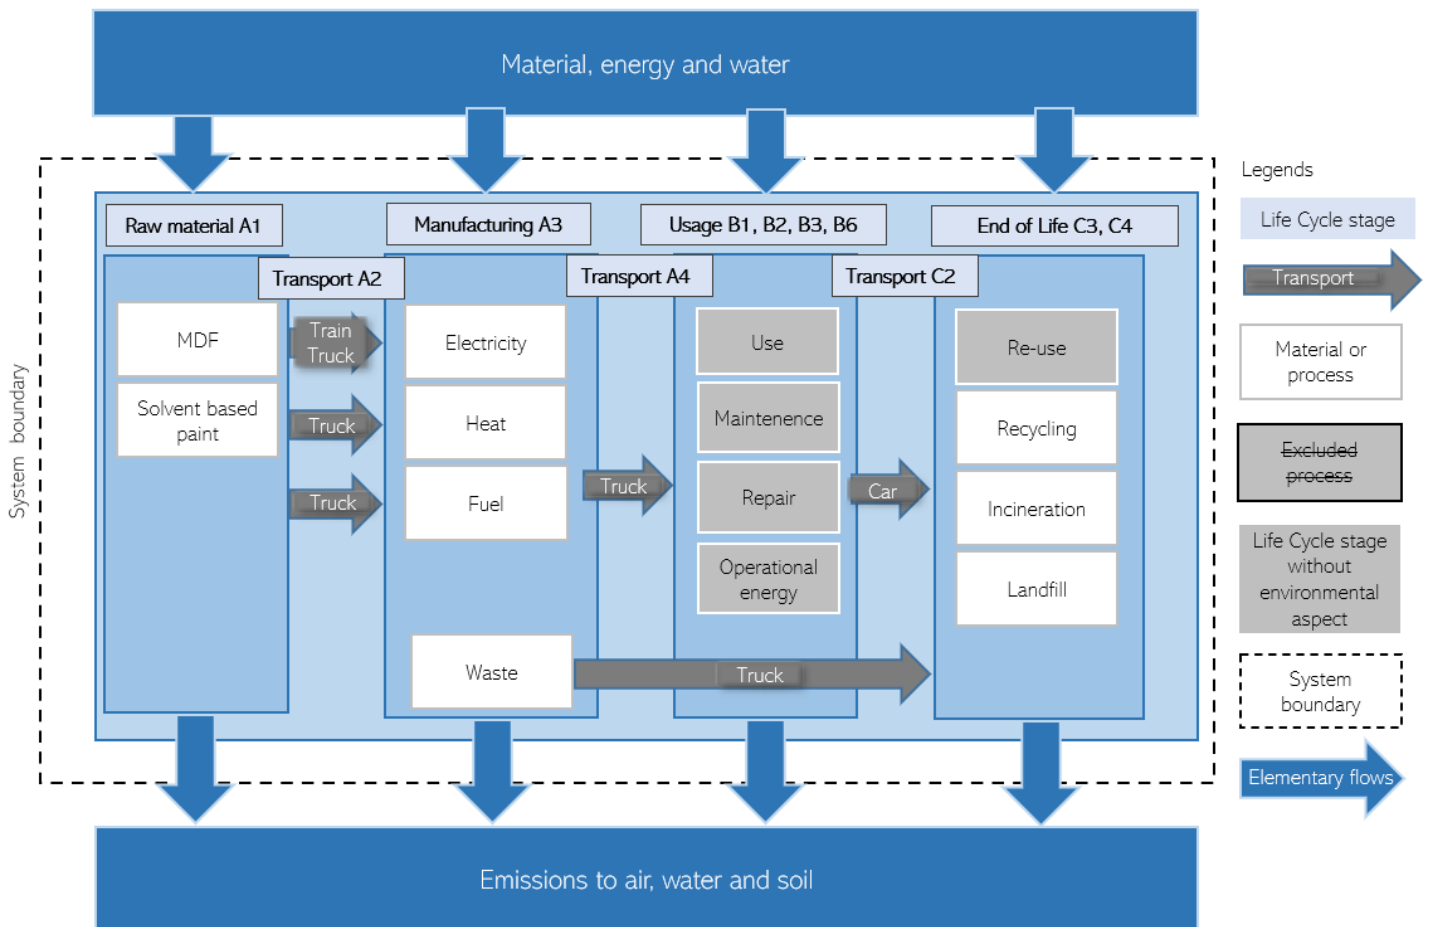 Material, energy and water
Legends
Raw material A1
Manufacturing A3
Usage B1, B2, B3, B6
End of Life C3, C4
Life Cycle stage
Transport A2
Transport A4
Transport C2
Transport
MDF
Train
Truck
Electricity
Use
Re-use
Material or
process
Solvent based
paint
Truck
Heat
Maintenence
Recycling
Excluded
process
Truck
Fuel
Truck
Repair
Car
Incineration
Operational
energy
Landfill
Life Cycle stage
without
environmental
aspect
Waste
Truck
System
boundary
System boundary
Elementary flows
Emissions to air, water and soil